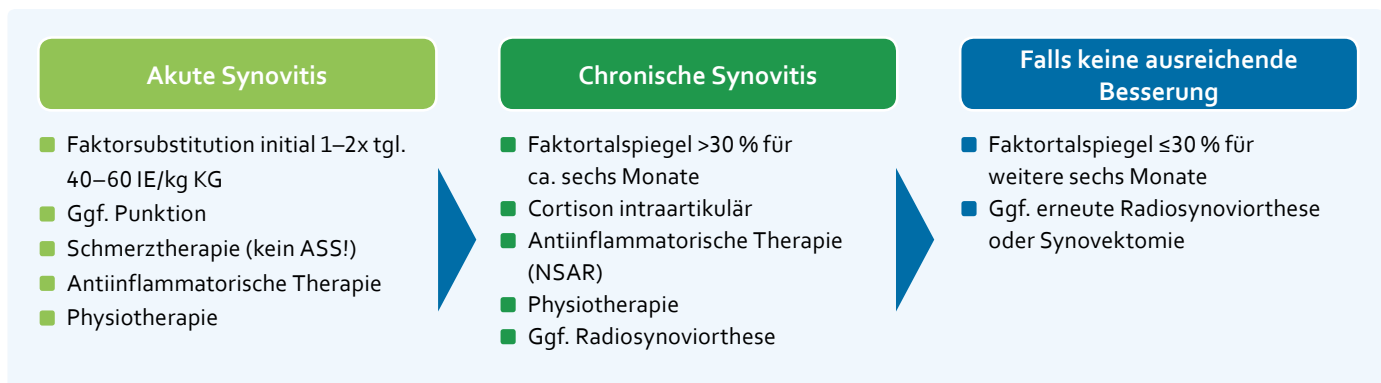 Akute Synovitis
Faktorsubstitution initial 1–2x tgl.
40–60 IE/kg KG
Ggf. Punktion
Schmerztherapie (kein ASS!)
Antiinflammatorische Therapie
Physiotherapie
Chronische Synovitis
Faktortalspiegel >30 % für
ca. sechs Monate
Cortison intraartikulär
Antiinflammatorische Therapie
(NSAR)
Physiotherapie
Ggf. Radiosynoviorthese
Falls keine ausreichende
Besserung
Faktortalspiegel ≤30 % für
weitere sechs Monate
Ggf. erneute Radiosynoviorthese
oder Synovektomie